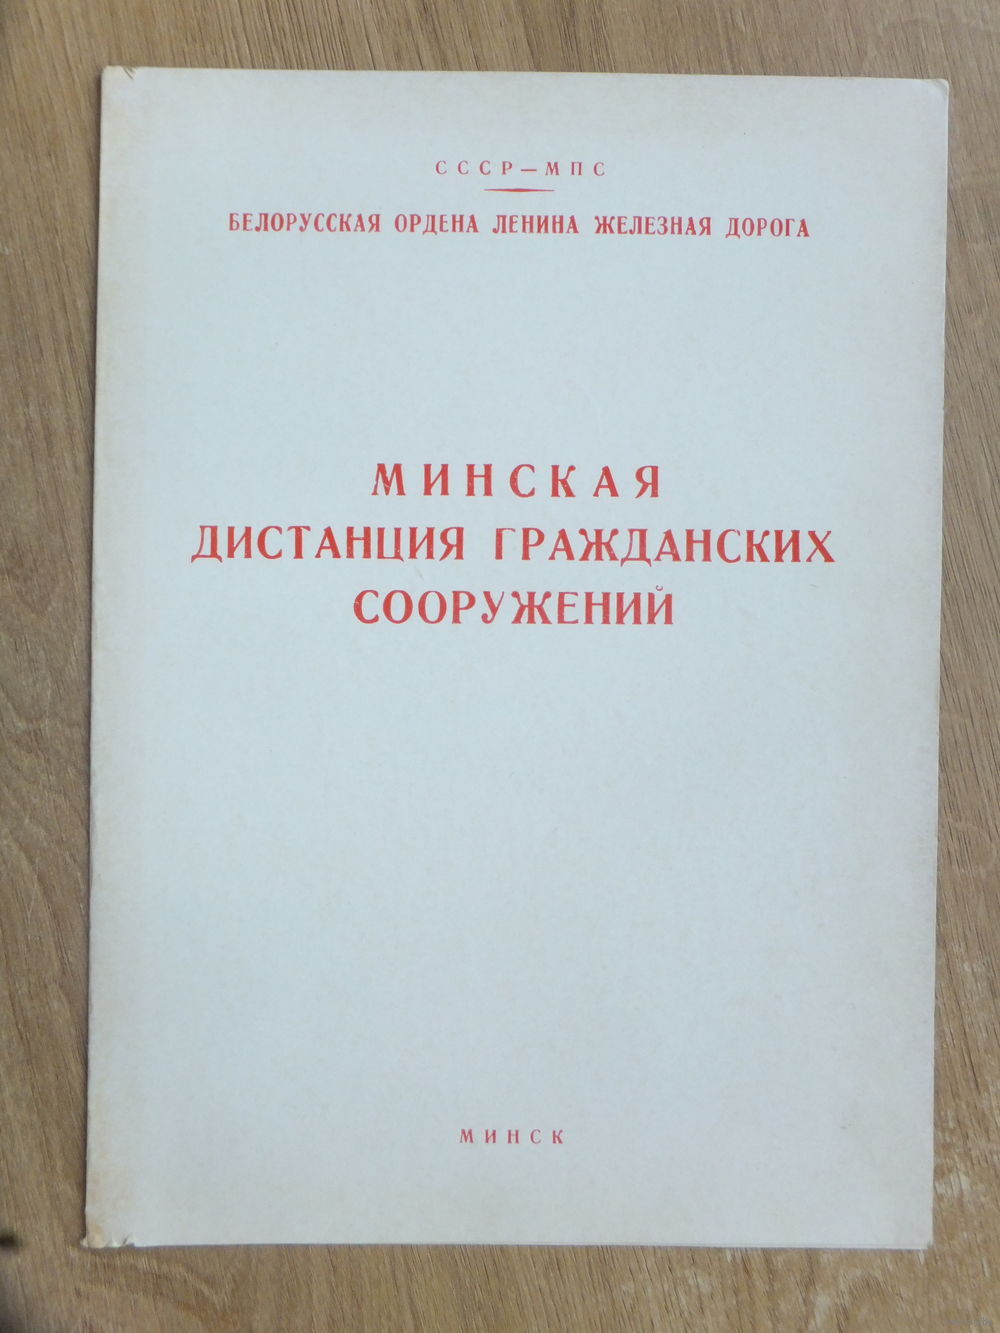 СССР—МПС
БЕЛОРУССКАЯ ОРДЕНА ЛЕНИНА ЖЕЛЕЗНАЯ ДОРОГА
МИНСКАЯ
ДИСТАНЦИЯ ГРАЖДАНСКИХ
СООРУЖЕНИЙ
МИНСК